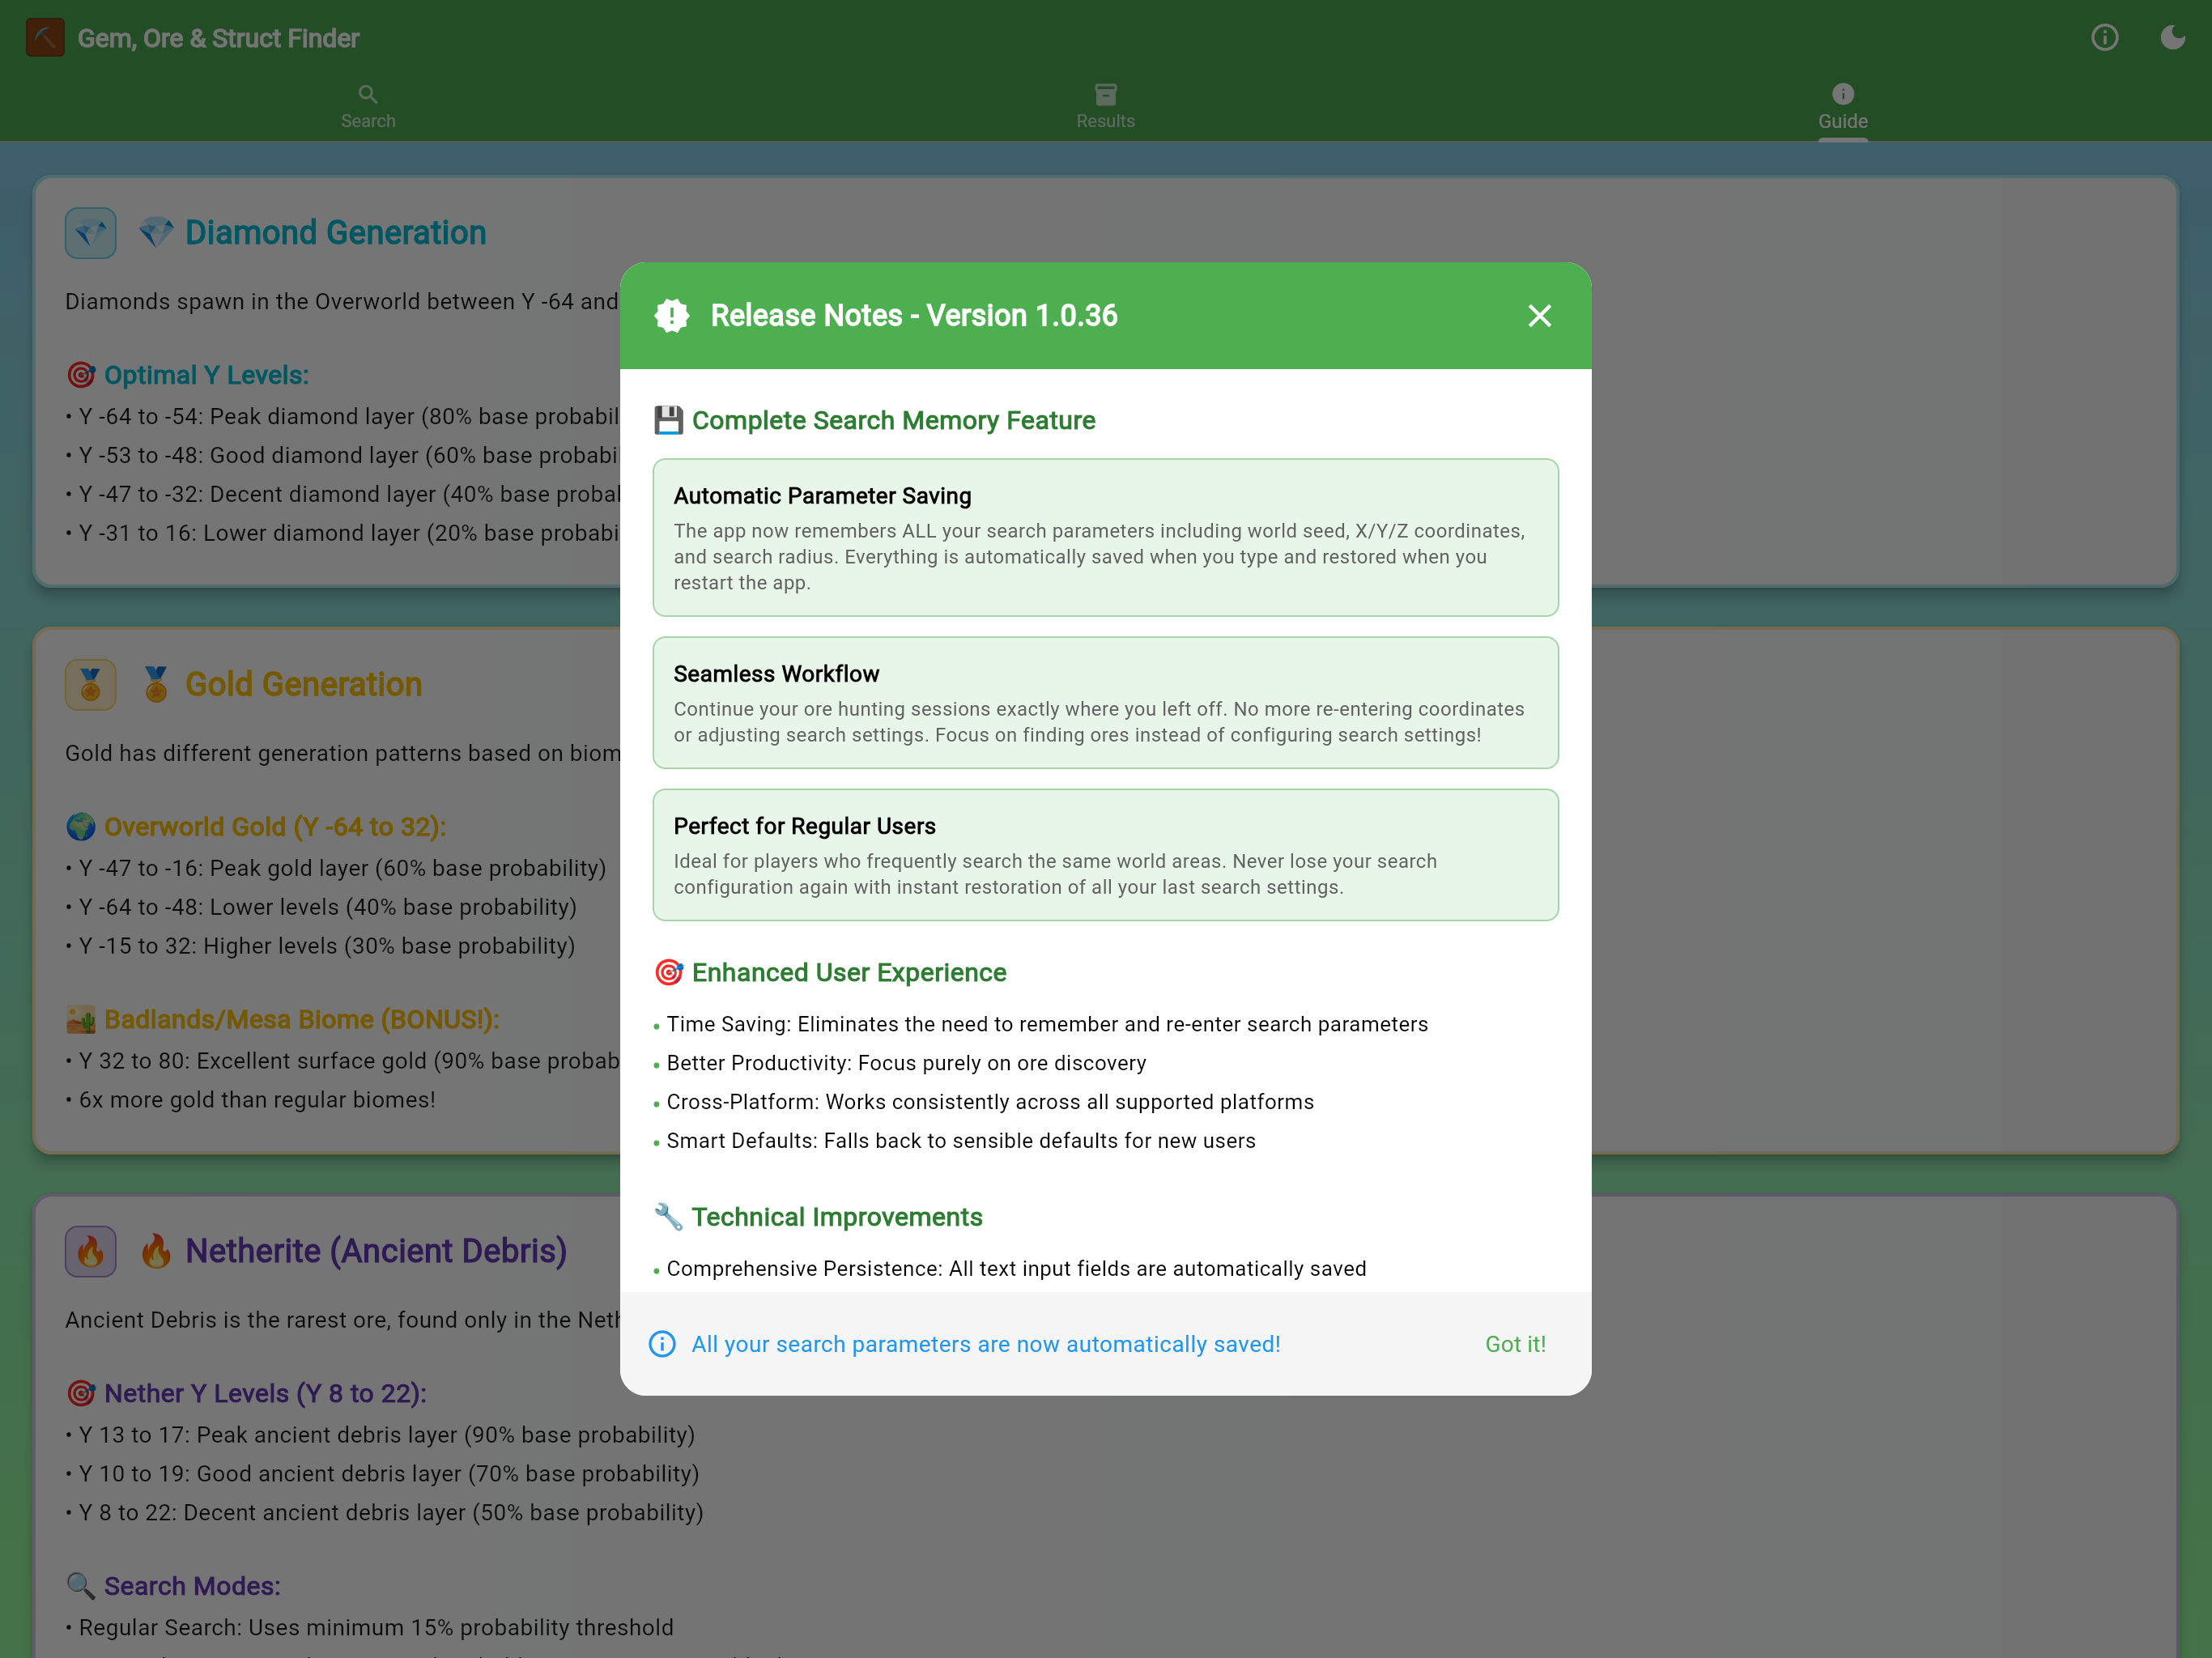 Gem, Ore & Struct Finder
Search
Results
Guide
💎 Diamond Generation
Diamonds spawn in the Overworld between Y -64 and
🎯 Optimal Y Levels:
• Y -64 to -54: Peak diamond layer (80% base
• Y -53 to -48: Good diamond layer (60% base
• Y -47 to -32: Decent diamond layer (40% base
• Y -31 to 16: Lower diamond layer (20% base
🏅 Gold Generation
Gold has different generation patterns based on
🌍 Overworld Gold (Y -64 to 32):
• Y -47 to -16: Peak gold layer (60% base probability)
• Y -64 to -48: Lower levels (40% base probability)
• Y -15 to 32: Higher levels (30% base probability)
🏜️ Badlands/Mesa Biome (BONUS!):
• Y 32 to 80: Excellent surface gold (90% base
• 6x more gold than regular biomes!
🔥 Netherite (Ancient Debris)
Ancient Debris is the rarest ore, found only in the
🎯 Nether Y Levels (Y 8 to 22):
• Y 13 to 17: Peak ancient debris layer (90% base probability)
• Y 10 to 19: Good ancient debris layer (70% base probability)
• Y 8 to 22: Decent ancient debris layer (50% base probability)
🔍 Search Modes:
• Regular Search: Uses minimum 15% probability threshold
Release Notes - Version 1.0.36
💾 Complete Search Memory Feature
Automatic Parameter Saving
The app now remembers ALL your search parameters including world seed, X/Y/Z coordinates,
and search radius. Everything is automatically saved when you type and restored when you
restart the app.
Seamless Workflow
Continue your ore hunting sessions exactly where you left off. No more re-entering coordinates
or adjusting search settings. Focus on finding ores instead of configuring search settings!
Perfect for Regular Users
Ideal for players who frequently search the same world areas. Never lose your search
configuration again with instant restoration of all your last search settings.
🎯 Enhanced User Experience
• Time Saving: Eliminates the need to remember and re-enter search parameters
• Better Productivity: Focus purely on ore discovery
• Cross-Platform: Works consistently across all supported platforms
• Smart Defaults: Falls back to sensible defaults for new users
🔧 Technical Improvements
• Comprehensive Persistence: All text input fields are automatically saved
All your search parameters are now automatically saved!
Got it!